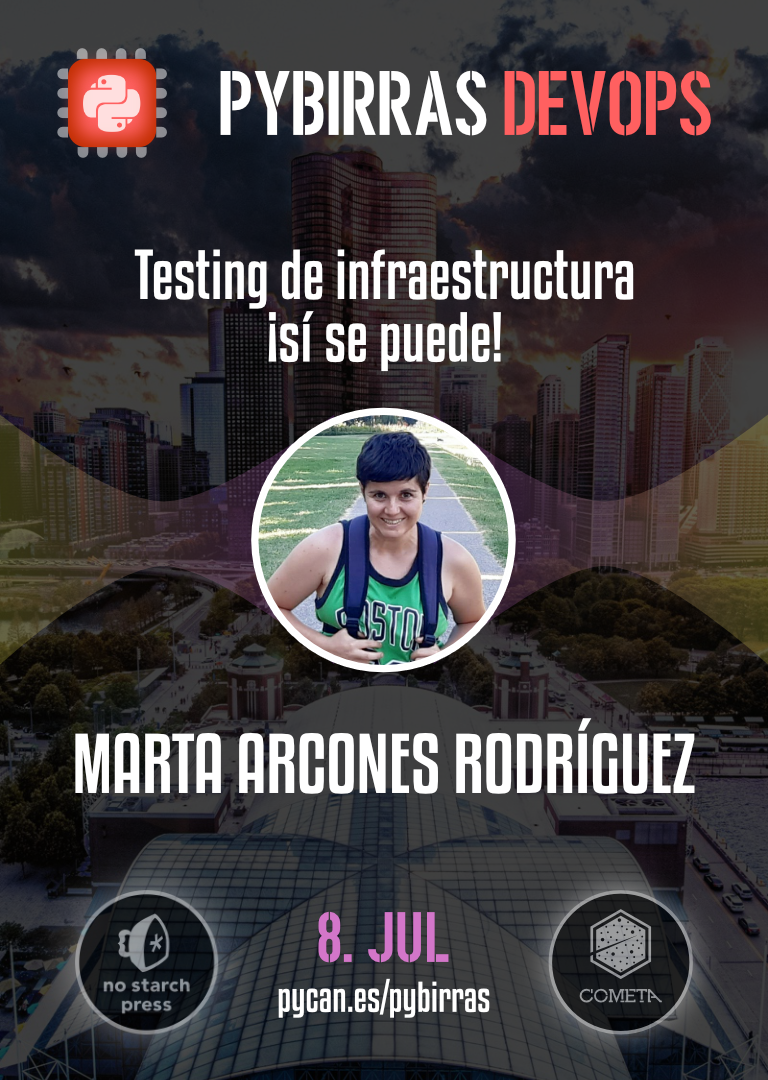 PYBIRRAS DEVOPS
Testing de infraestructura
¡sí se puede!
BOSTON
MARTA ARCONES RODRÍGUEZ
8. JUL
pycan.es/pybirras
no starch
press
COMETA